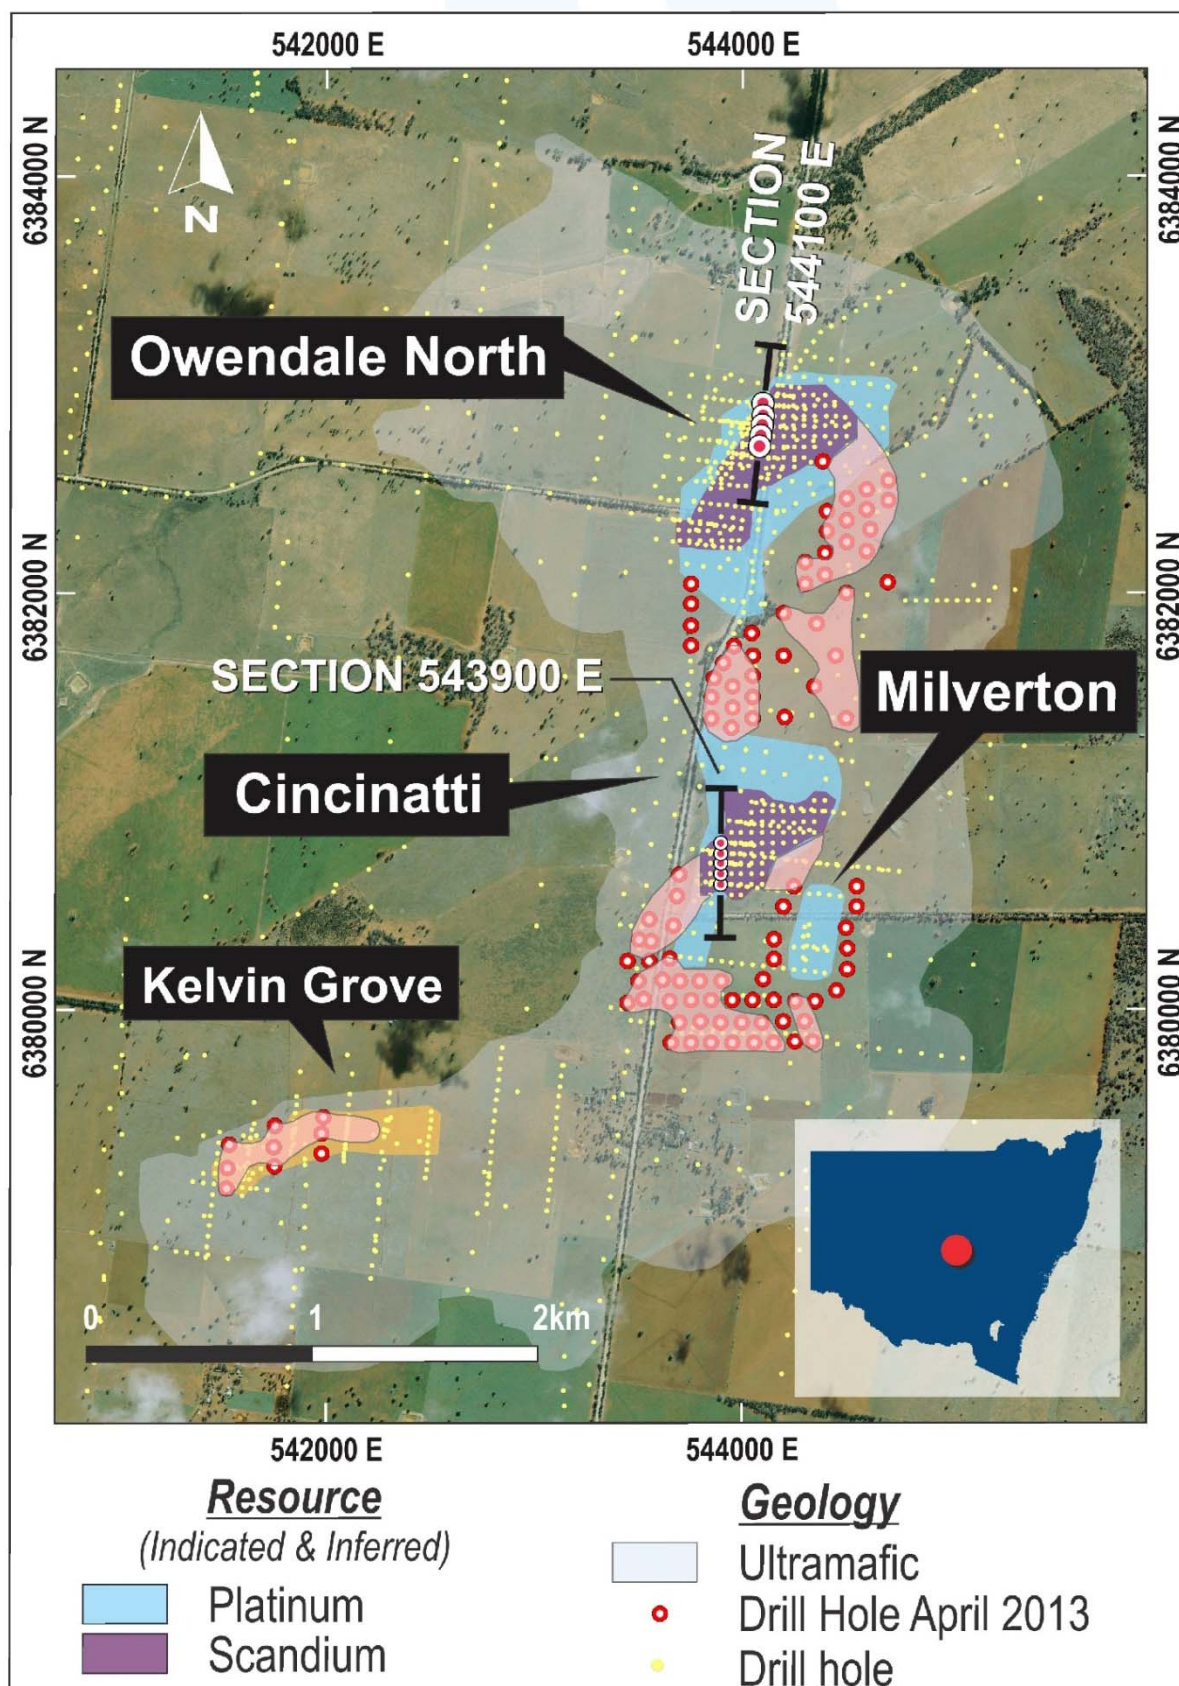 542000 E
544000 E
6384000 N
6384000 N
N
SECTION
544100 E
Owendale North
6382000 N
6382000 N
SECTION 543900 E
Milverton
Cincinatti
Kelvin Grove
6380000 N
6380000 N
0
1
2km
542000 E
544000 E
Resource
(Indicated & Inferred)
Platinum
Scandium
Geology
Ultramafic
Drill Hole April 2013
Drill hole